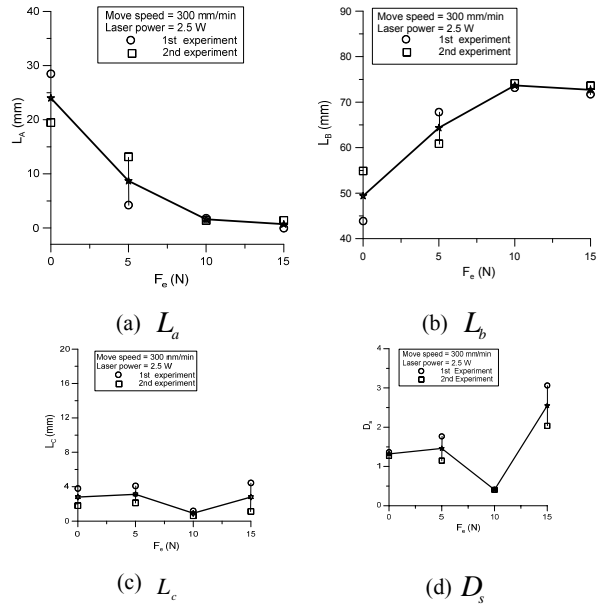 Move speed = 300 mm/min
Laser power = 2.5 W
1st experiment
2nd experiment
40
30
20
10
0
L_A (mm)
0 5 10 15
F_e (N)
(a) L_a
Move speed = 300 mm/min
Laser power = 2.5 W
1st experiment
2nd experiment
90
80
70
60
50
40
L_B (mm)
0 5 10 15
F_e (N)
(b) L_b
Move speed = 300 mm/min
Laser power = 2.5 W
1st experiment
2nd experiment
20
16
12
8
4
0
L_C (mm)
0 5 10 15
F_e (N)
(c) L_c
Move speed = 300 mm/min
Laser power = 2.5 W
1st Experiment
2nd Experiment
4
3
2
1
0
D_s
0 5 10 15
F_e (N)
(d) D_s